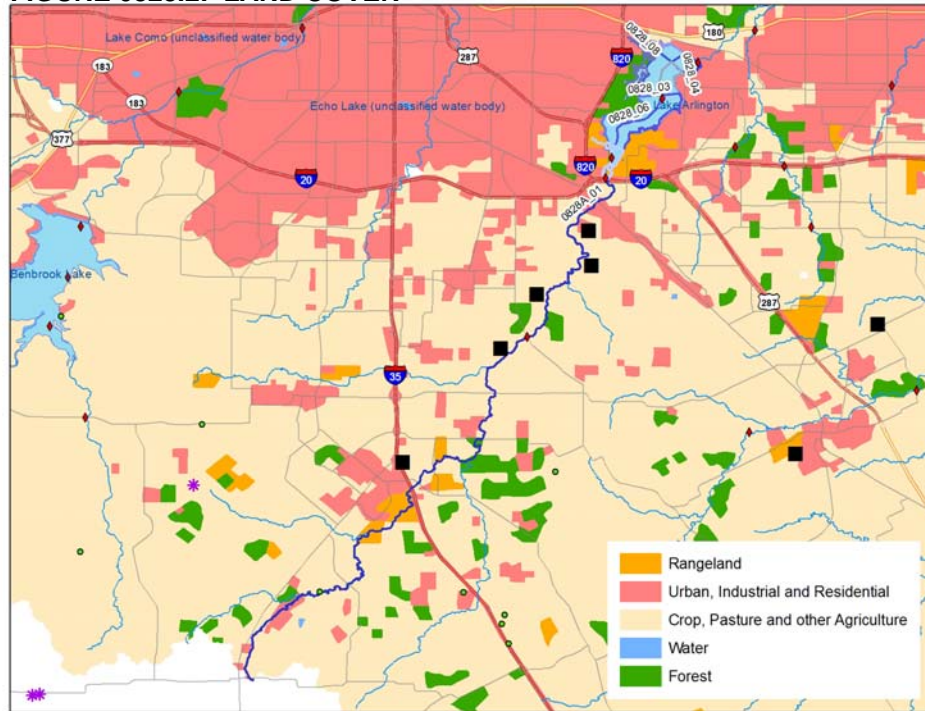 Lake Como (unclassified water body)
183
183
377
287
820
180
0828_08
0828_04
0828_03
0828_06
Lake Arlington
Echo Lake (unclassified water body)
20
820
20
0828A_01
Benbrook Lake
287
35
Rangeland
Urban, Industrial and Residential
Crop, Pasture and other Agriculture
Water
Forest